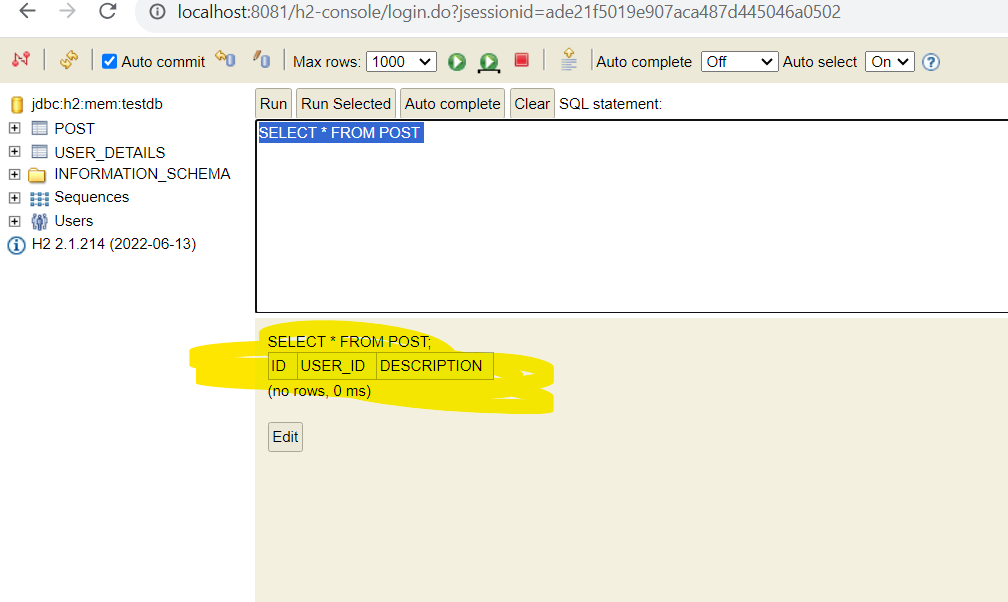 localhost:8081/h2-console/login.do?jsessionid=ade21f5019e907aca487d445046a0502
Auto commit Max rows: 1000 Auto complete Off Auto select On ?
jdbc:h2:mem:testdb
POST
USER_DETAILS
INFORMATION_SCHEMA
Sequences
Users
H2 2.1.214 (2022-06-13)
Run Run Selected Auto complete Clear SQL statement:
SELECT * FROM POST
SELECT * FROM POST;
ID USER_ID DESCRIPTION
(no rows, 0 ms)
Edit